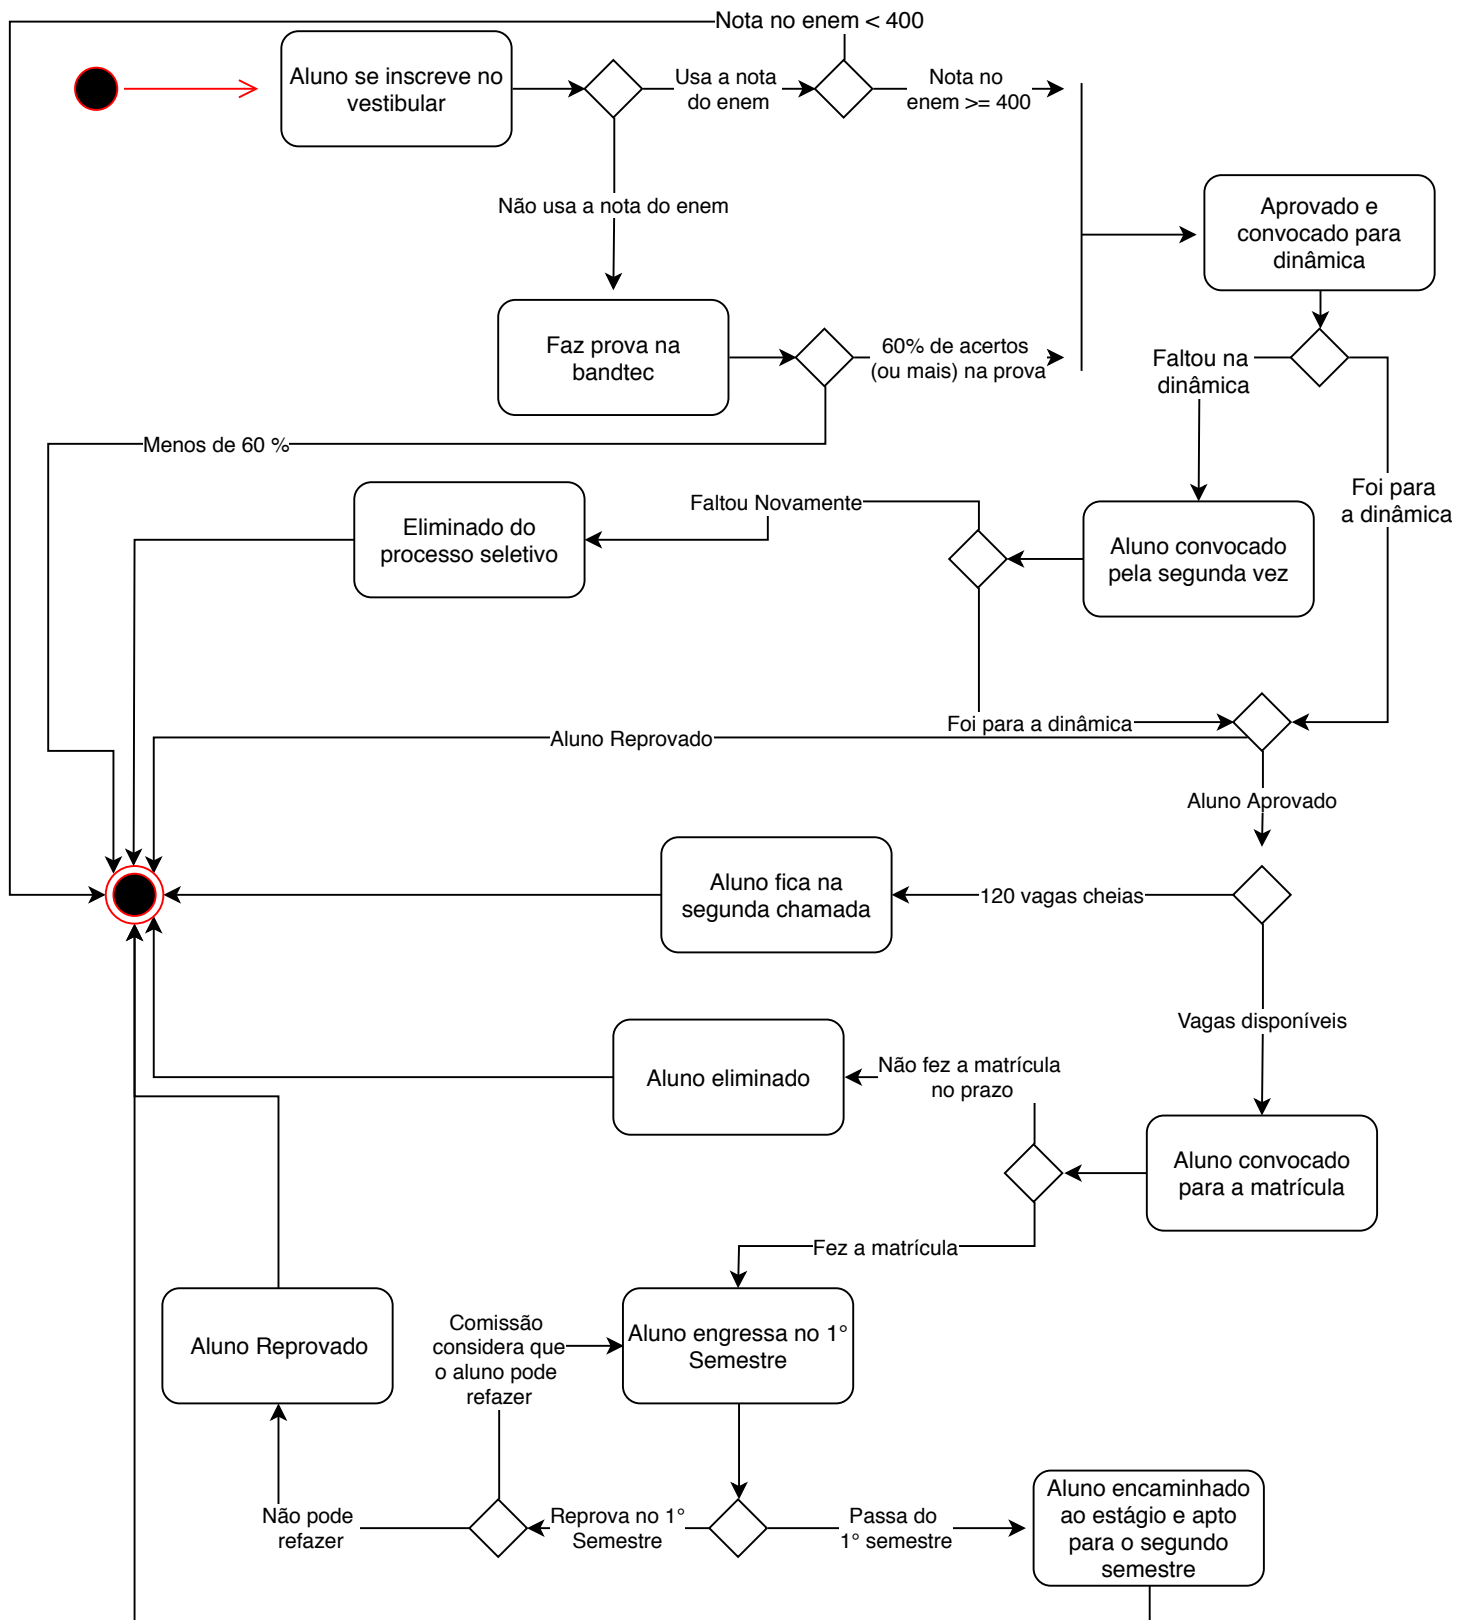 Nota no enem < 400
Aluno se inscreve no
vestibular
Usa a nota
do enem
Nota no
enem >= 400
Não usa a nota do enem
Aprovado e
convocado para
dinâmica
Faz prova na
bandtec
60% de acertos
(ou mais) na prova
Faltou na
dinâmica
Menos de 60 %
Foi para
a dinâmica
Faltou Novamente
Eliminado do
processo seletivo
Aluno convocado
pela segunda vez
Foi para a dinâmica
Aluno Reprovado
Aluno Aprovado
Aluno fica na
segunda chamada
120 vagas cheias
Vagas disponíveis
Aluno eliminado
Não fez a matrícula
no prazo
Aluno convocado
para a matrícula
Fez a matrícula
Aluno Reprovado
Comissão
considera que
o aluno pode
refazer
Aluno engressa no 1°
Semestre
Não pode
refazer
Reprova no 1°
Semestre
Passa do
1° semestre
Aluno encaminhado
ao estágio e apto
para o segundo
semestre